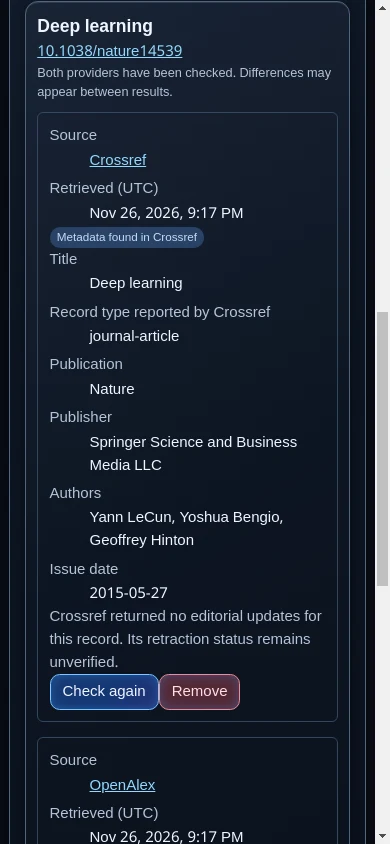 Deep learning
10.1038/nature14539
Both providers have been checked. Differences may
appear between results.
Source
Crossref
Retrieved (UTC)
Nov 26, 2026, 9:17 PM
Metadata found in Crossref
Title
Deep learning
Record type reported by Crossref
journal-article
Publication
Nature
Publisher
Springer Science and Business
Media LLC
Authors
Yann LeCun, Yoshua Bengio,
Geoffrey Hinton
Issue date
2015-05-27
Crossref returned no editorial updates for
this record. Its retraction status remains
unverified.
Check again
Remove
Source
OpenAlex
Retrieved (UTC)
Nov 26, 2026, 9:17 PM